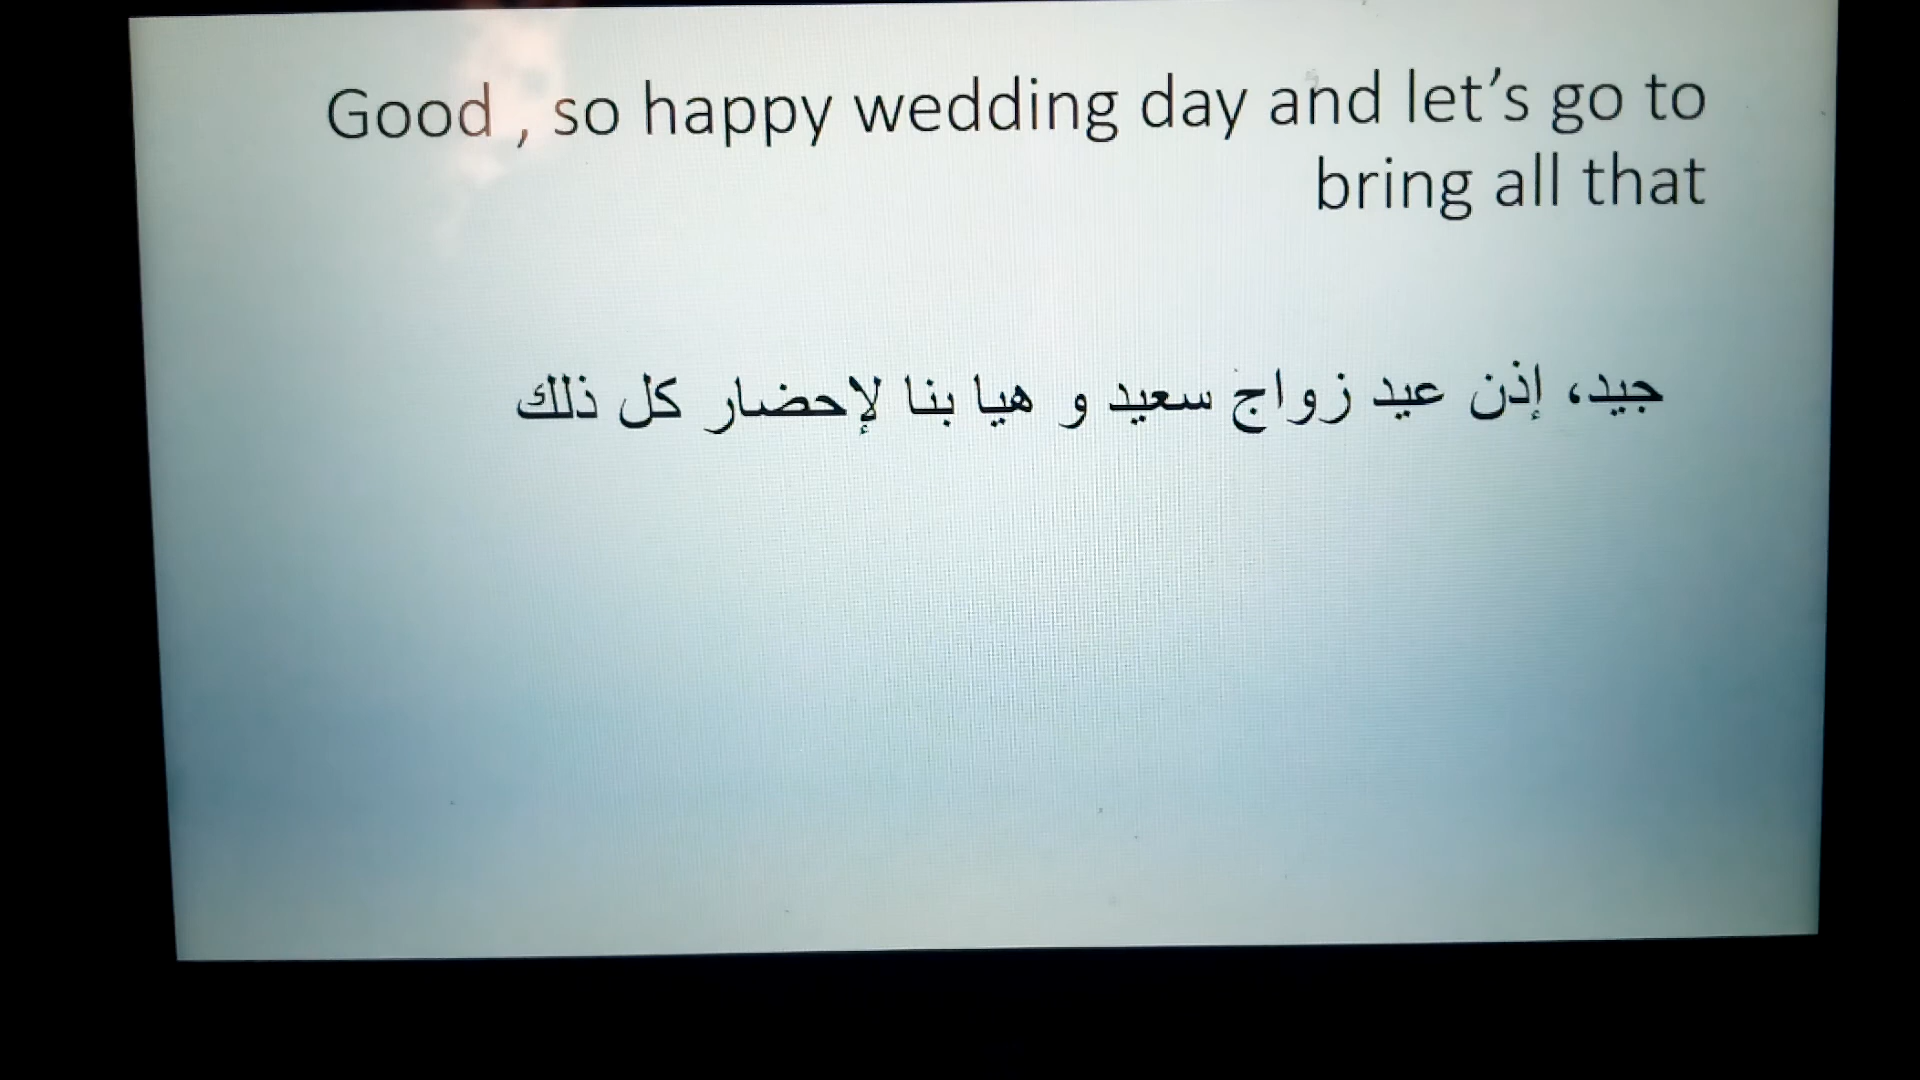 Good , so happy wedding day and let’s go to
bring all that
جيد، إذن عيد زواج سعيد و هيا بنا لإحضار كل ذلك